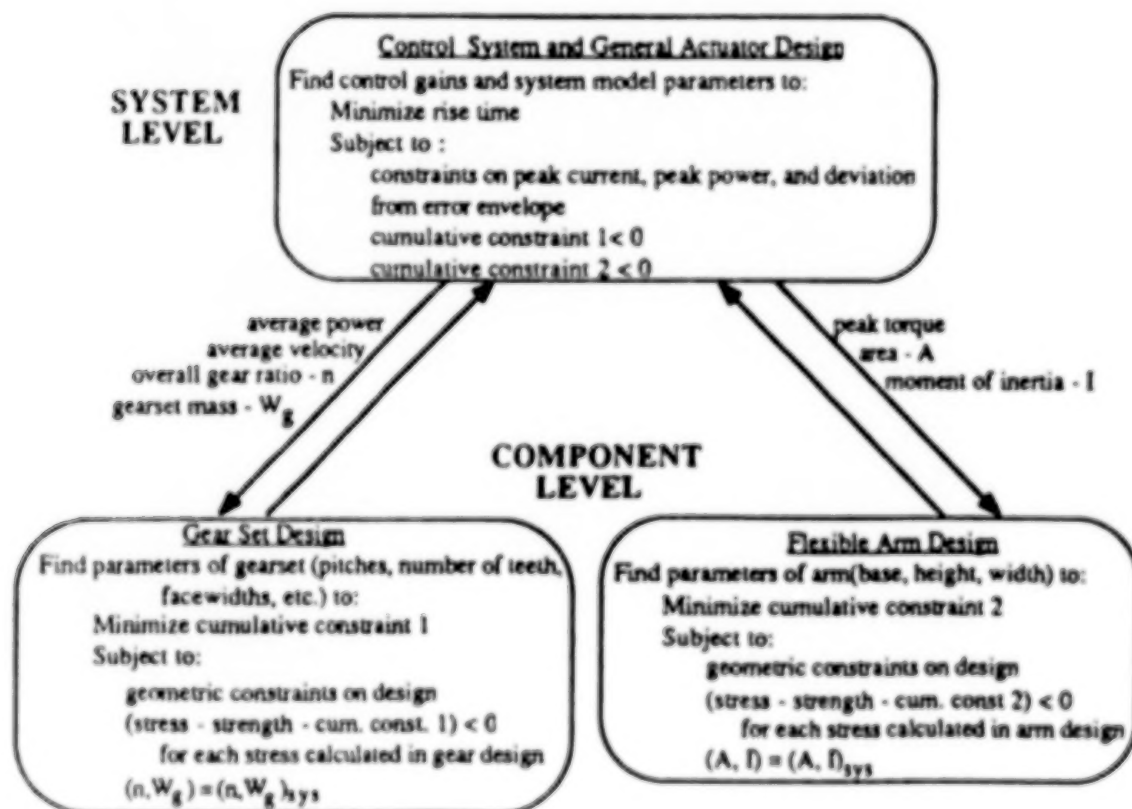 Control System and General Actuator Design
Find control gains and system model parameters to:
Minimize rise time
Subject to :
constraints on peak current, peak power, and deviation
from error envelope
cumulative constraint 1< 0
cumulative constraint 2 < 0
SYSTEM
LEVEL
average power
average velocity
overall gear ratio - n
gearset mass - Wg
peak torque
area - A
moment of inertia - I
COMPONENT
LEVEL
Gear Set Design
Find parameters of gearset (pitches, number of teeth,
facewidths, etc.) to:
Minimize cumulative constraint 1
Subject to:
geometric constraints on design
(stress - strength - cum. const. 1) < 0
for each stress calculated in gear design
(n,Wg) = (n,Wg)sys
Flexible Arm Design
Find parameters of arm(base, height, width) to:
Minimize cumulative constraint 2
Subject to:
geometric constraints on design
(stress - strength - cum. const 2) < 0
for each stress calculated in arm design
(A, I) = (A, I)sys